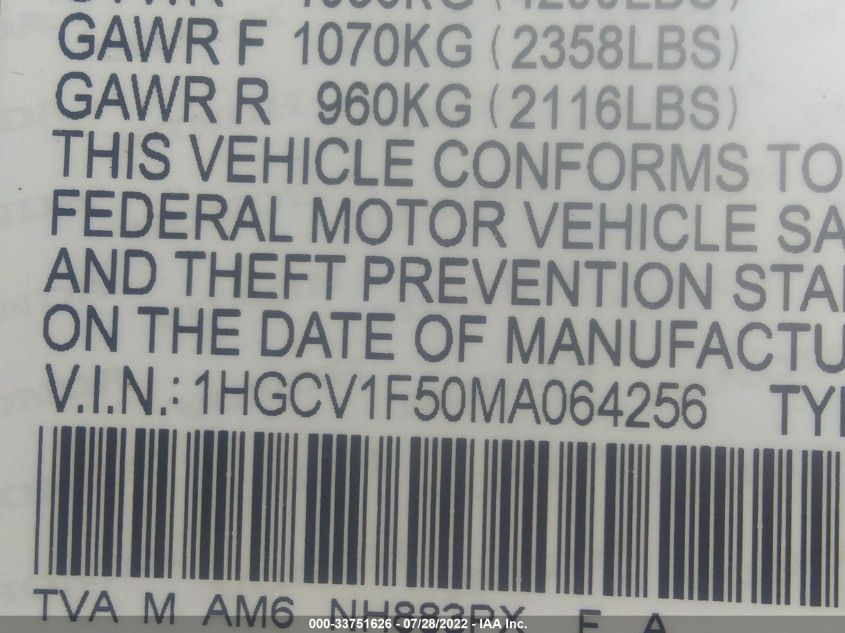 GAWR F 1070KG (2358LBS)
GAWR R 960KG (2116LBS)
THIS VEHICLE CONFORMS TO
FEDERAL MOTOR VEHICLE SA
AND THEFT PREVENTION STA
ON THE DATE OF MANUFACTU
V.I.N.: 1HGCV1F50MA064256 TY
TVA M AM6 NH883PX F A
000-33751626 - 07/28/2022 - IAA Inc.